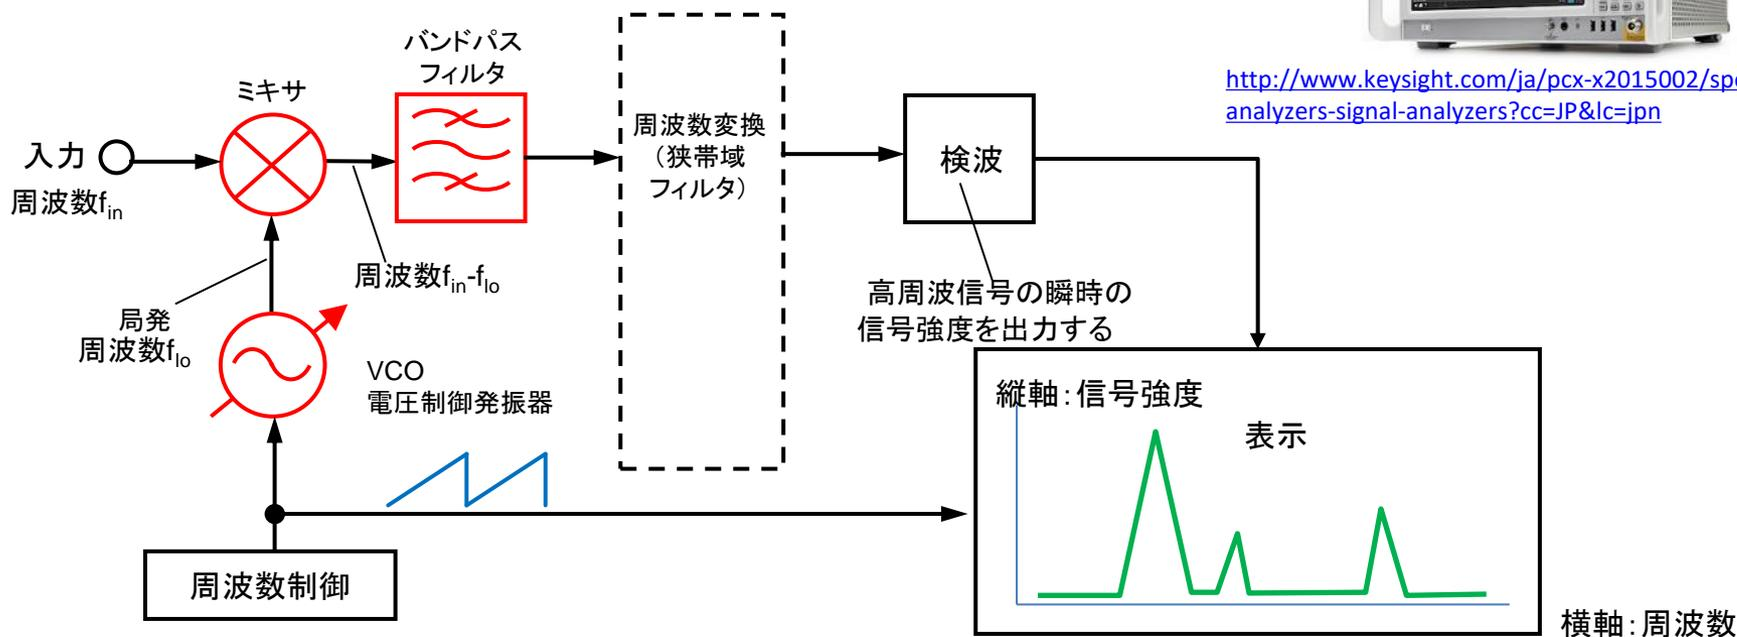 http://www.keysight.com/ja/pcx-x2015002/spe
analyzers-signal-analyzers?cc=JP&lc=jpn
バンドパス
フィルタ
ミキサ
入力
周波数fin
周波数変換
（狭帯域
フィルタ）
検波
周波数fin-flo
局発
周波数flo
高周波信号の瞬時の
信号強度を出力する
VCO
電圧制御発振器
縦軸：信号強度
表示
周波数制御
横軸：周波数